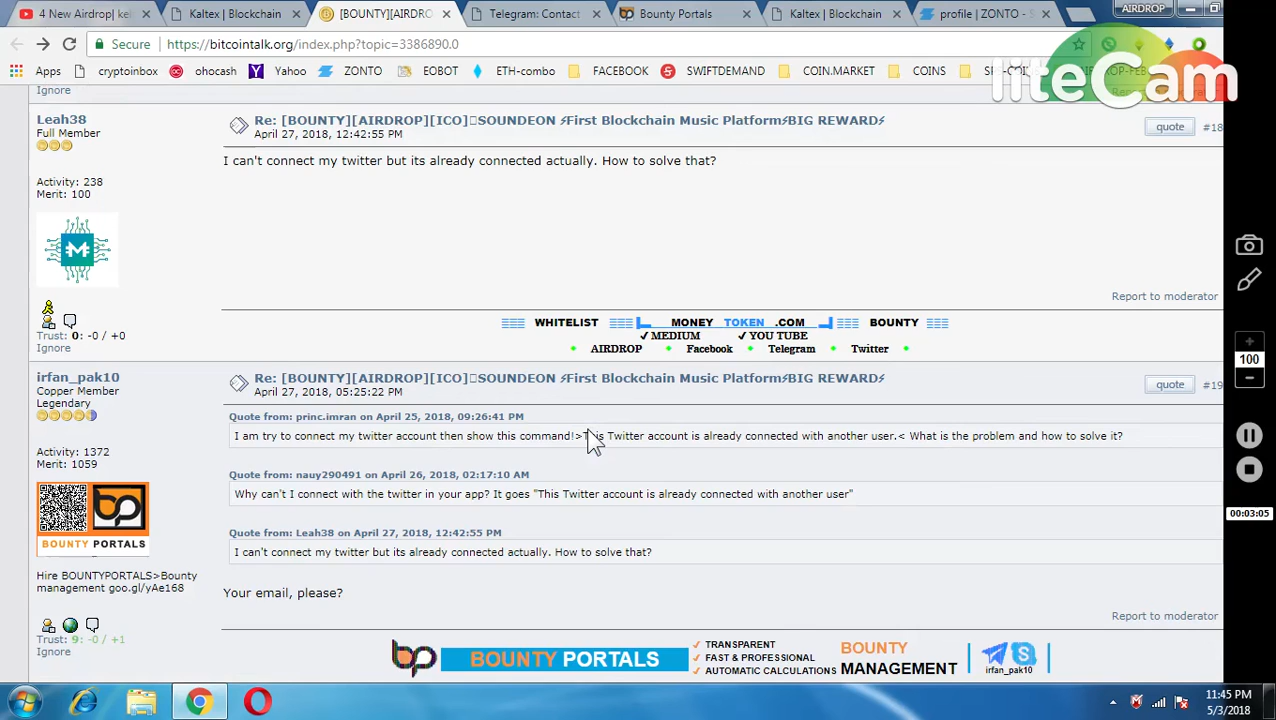 4 New Airdrop| ke
Kaltex | Blockchain
[BOUNTY][AIRDRO
Telegram: Contact
Bounty Portals
Kaltex | Blockchain
profile | ZONTO - S
AIRDROP
Secure
https://bitcointalk.org/index.php?topic=3386890.0
Apps
cryptoinbox
ohocash
Yahoo
ZONT
OBOT
ETH-combo
FACEBOOK
SWIFTDEMAND
COIN.MARKET
COINS
liteCam
Ignore
Leah38
Full Member
Activity: 238
Merit: 100
Trust: 0: -0 / +0
Ignore
Re: [BOUNTY][AIRDROP][ICO]▯SOUNDEON ⚡First Blockchain Music Platform⚡BIG REWARD⚡
April 27, 2018, 12:42:55 PM
quote
#18
I can't connect my twitter but its already connected actually. How to solve that?
Report to moderator
WHITELIST MONEY TOKEN .COM BOUNTY
✓MEDIUM ✓YOU TUBE
AIRDROP Facebook Telegram Twitter
irfan_pak10
Copper Member
Legendary
Activity: 1372
Merit: 1059
BOUNTY PORTALS
Hire BOUNTYPORTALS>Bounty
management goo.gl/yAe168
Trust: 9: -0 / +1
Ignore
Re: [BOUNTY][AIRDROP][ICO]▯SOUNDEON ⚡First Blockchain Music Platform⚡BIG REWARD⚡
April 27, 2018, 05:25:22 PM
quote
#19
Quote from: princ.imran on April 25, 2018, 09:26:41 PM
I am try to connect my twitter account then show this command!>This Twitter account is already connected with another user.< What is the problem and how to solve it?
Quote from: nauy290491 on April 26, 2018, 02:17:10 AM
Why can't I connect with the twitter in your app? It goes "This Twitter account is already connected with another user"
Quote from: Leah38 on April 27, 2018, 12:42:55 PM
I can't connect my twitter but its already connected actually. How to solve that?
Your email, please?
Report to moderator
bp BOUNTY PORTALS
✓ TRANSPARENT
✓ FAST & PROFESSIONAL
✓ AUTOMATIC CALCULATIONS
BOUNTY
MANAGEMENT
irfan_pak10
100
00:03:05
11:45 PM
5/3/2018